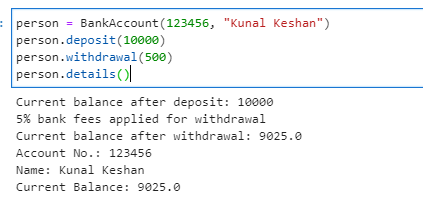 person = BankAccount(123456, "Kunal Keshan")
person.deposit(10000)
person.withdrawal(500)
person.details()
Current balance after deposit: 10000
5% bank fees applied for withdrawal
Current balance after withdrawal: 9025.0
Account No.: 123456
Name: Kunal Keshan
Current Balance: 9025.0